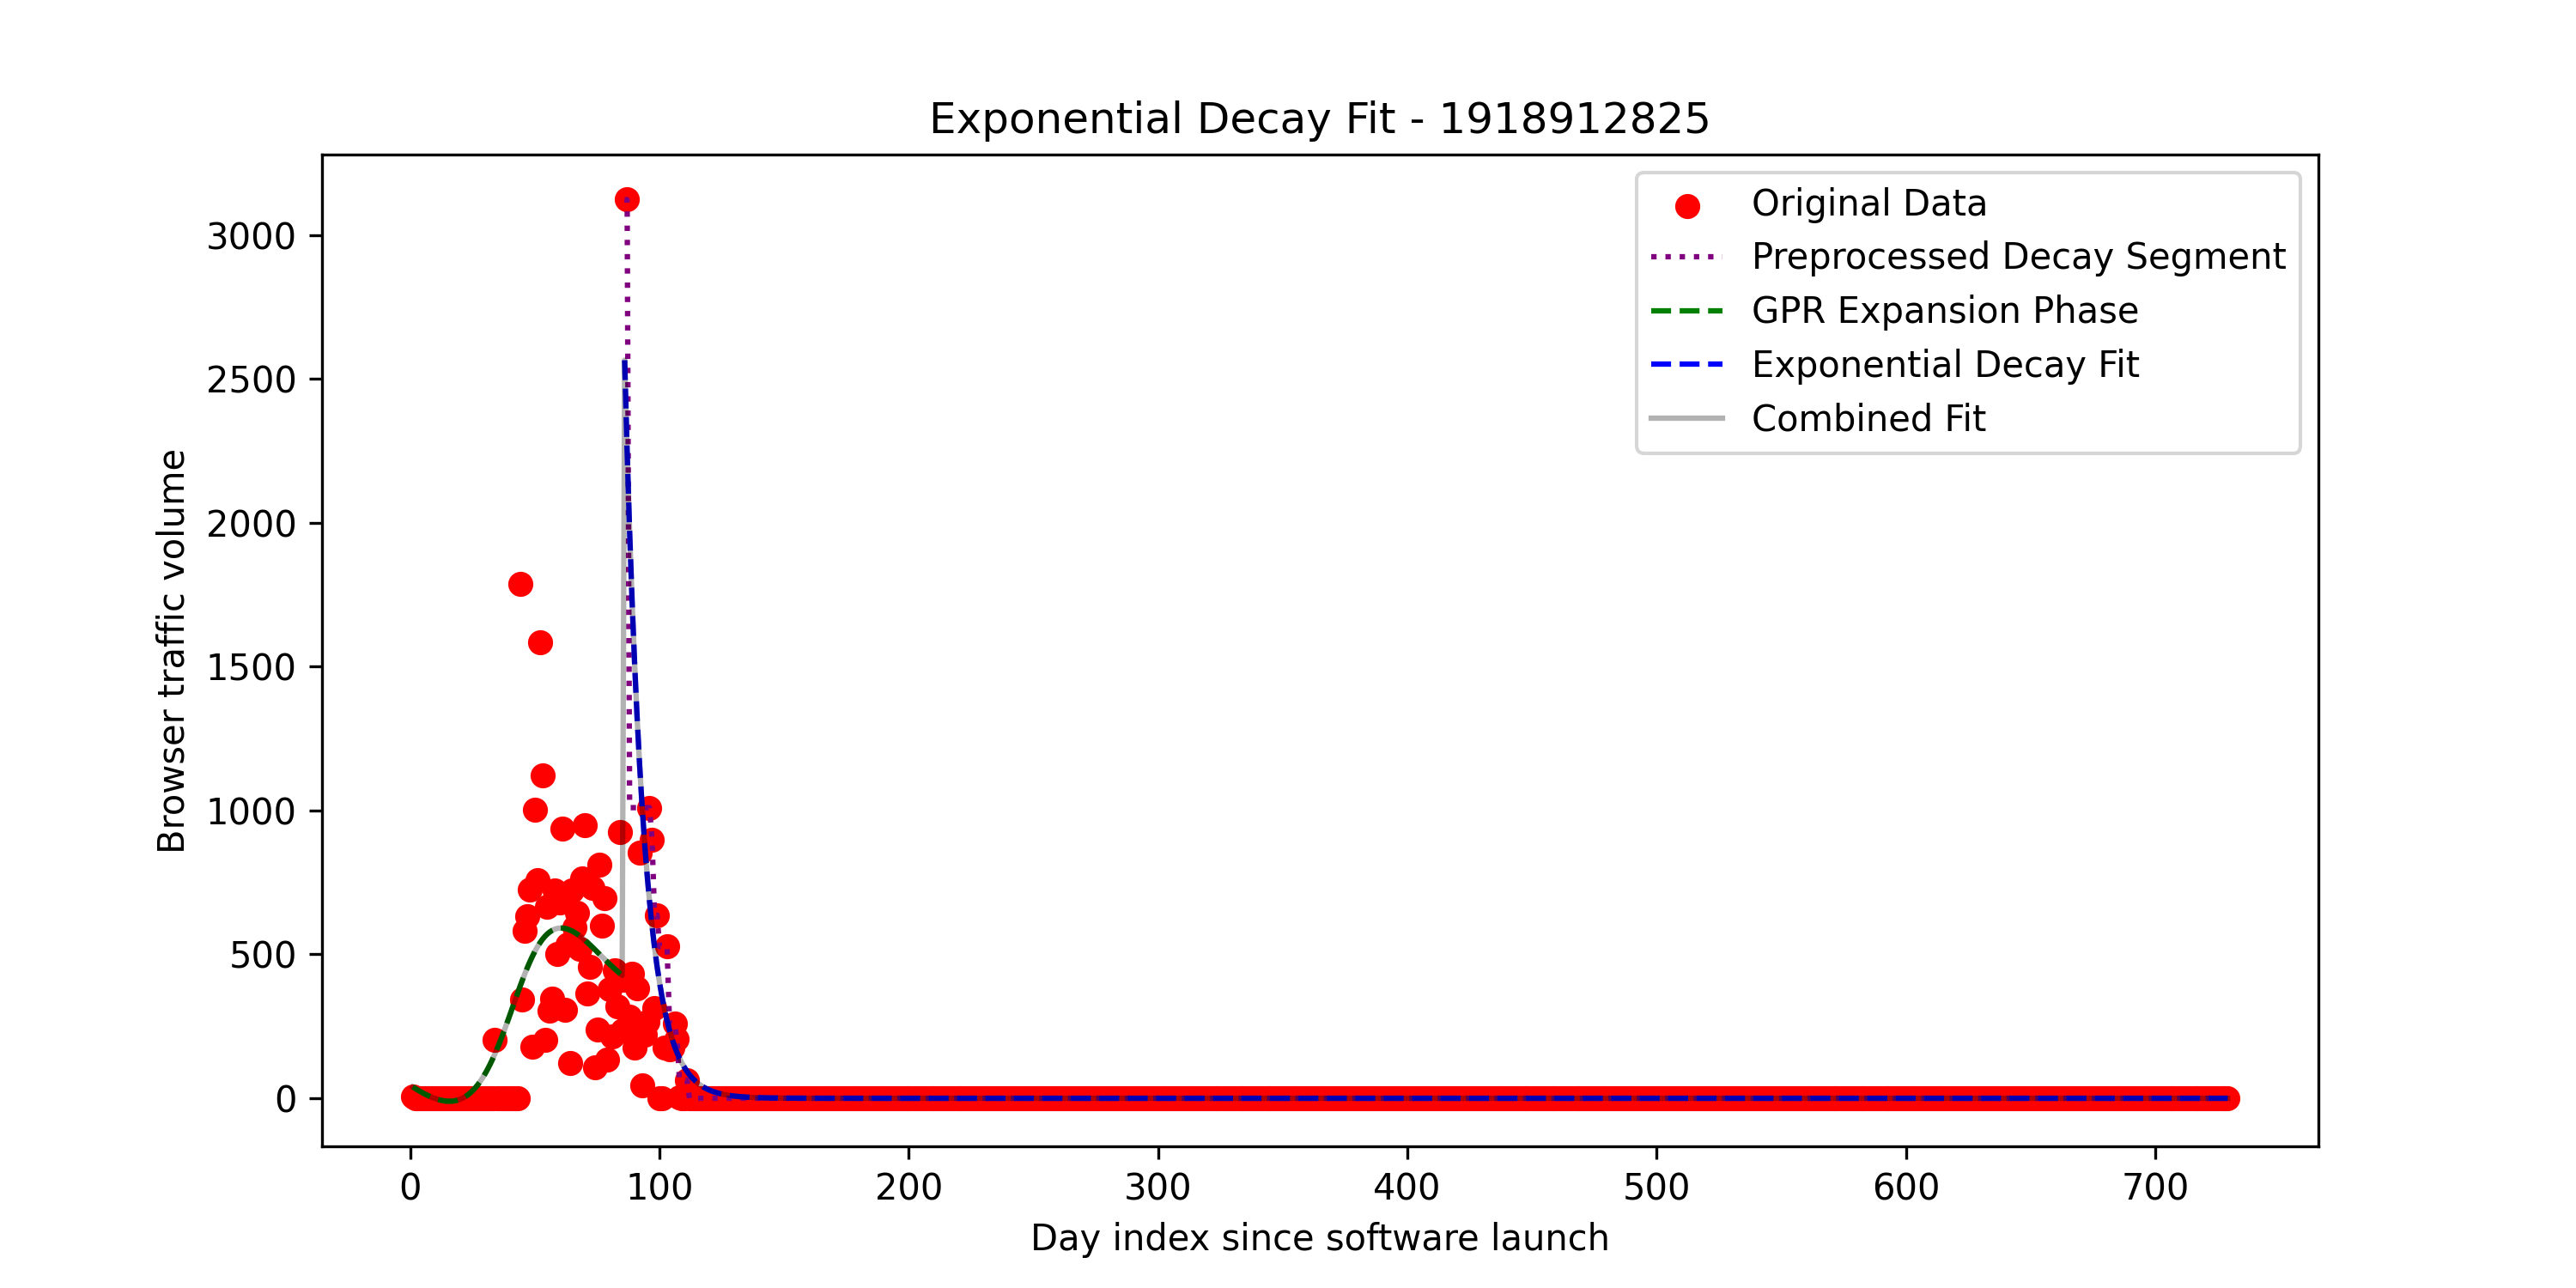 Exponential Decay Fit - 1918912825
Original Data
Preprocessed Decay Segment
GPR Expansion Phase
Exponential Decay Fit
Combined Fit
Browser traffic volume
3000
2500
2000
1500
1000
500
0
0 100 200 300 400 500 600 700
Day index since software launch